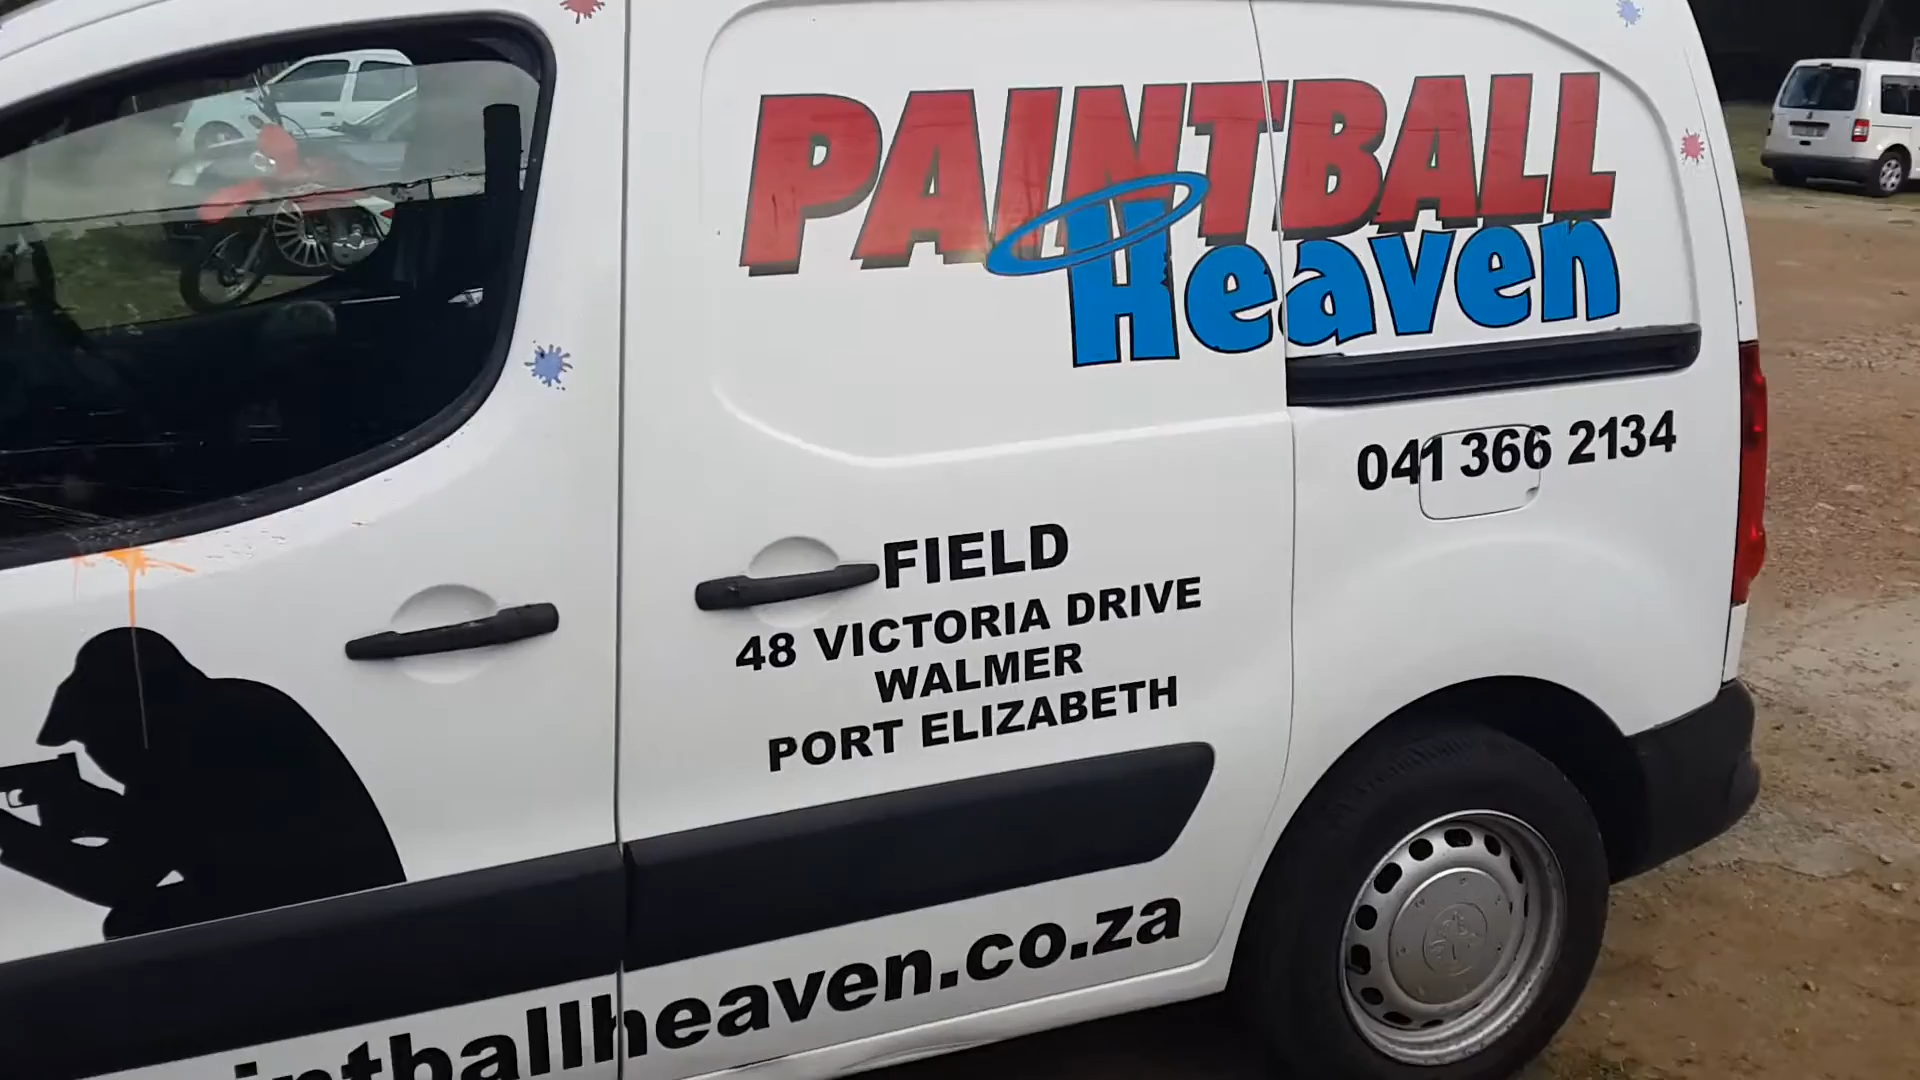 PAINTBALL
Heaven
041 366 2134
FIELD
48 VICTORIA DRIVE
WALMER
PORT ELIZABETH
intballheaven.co.za